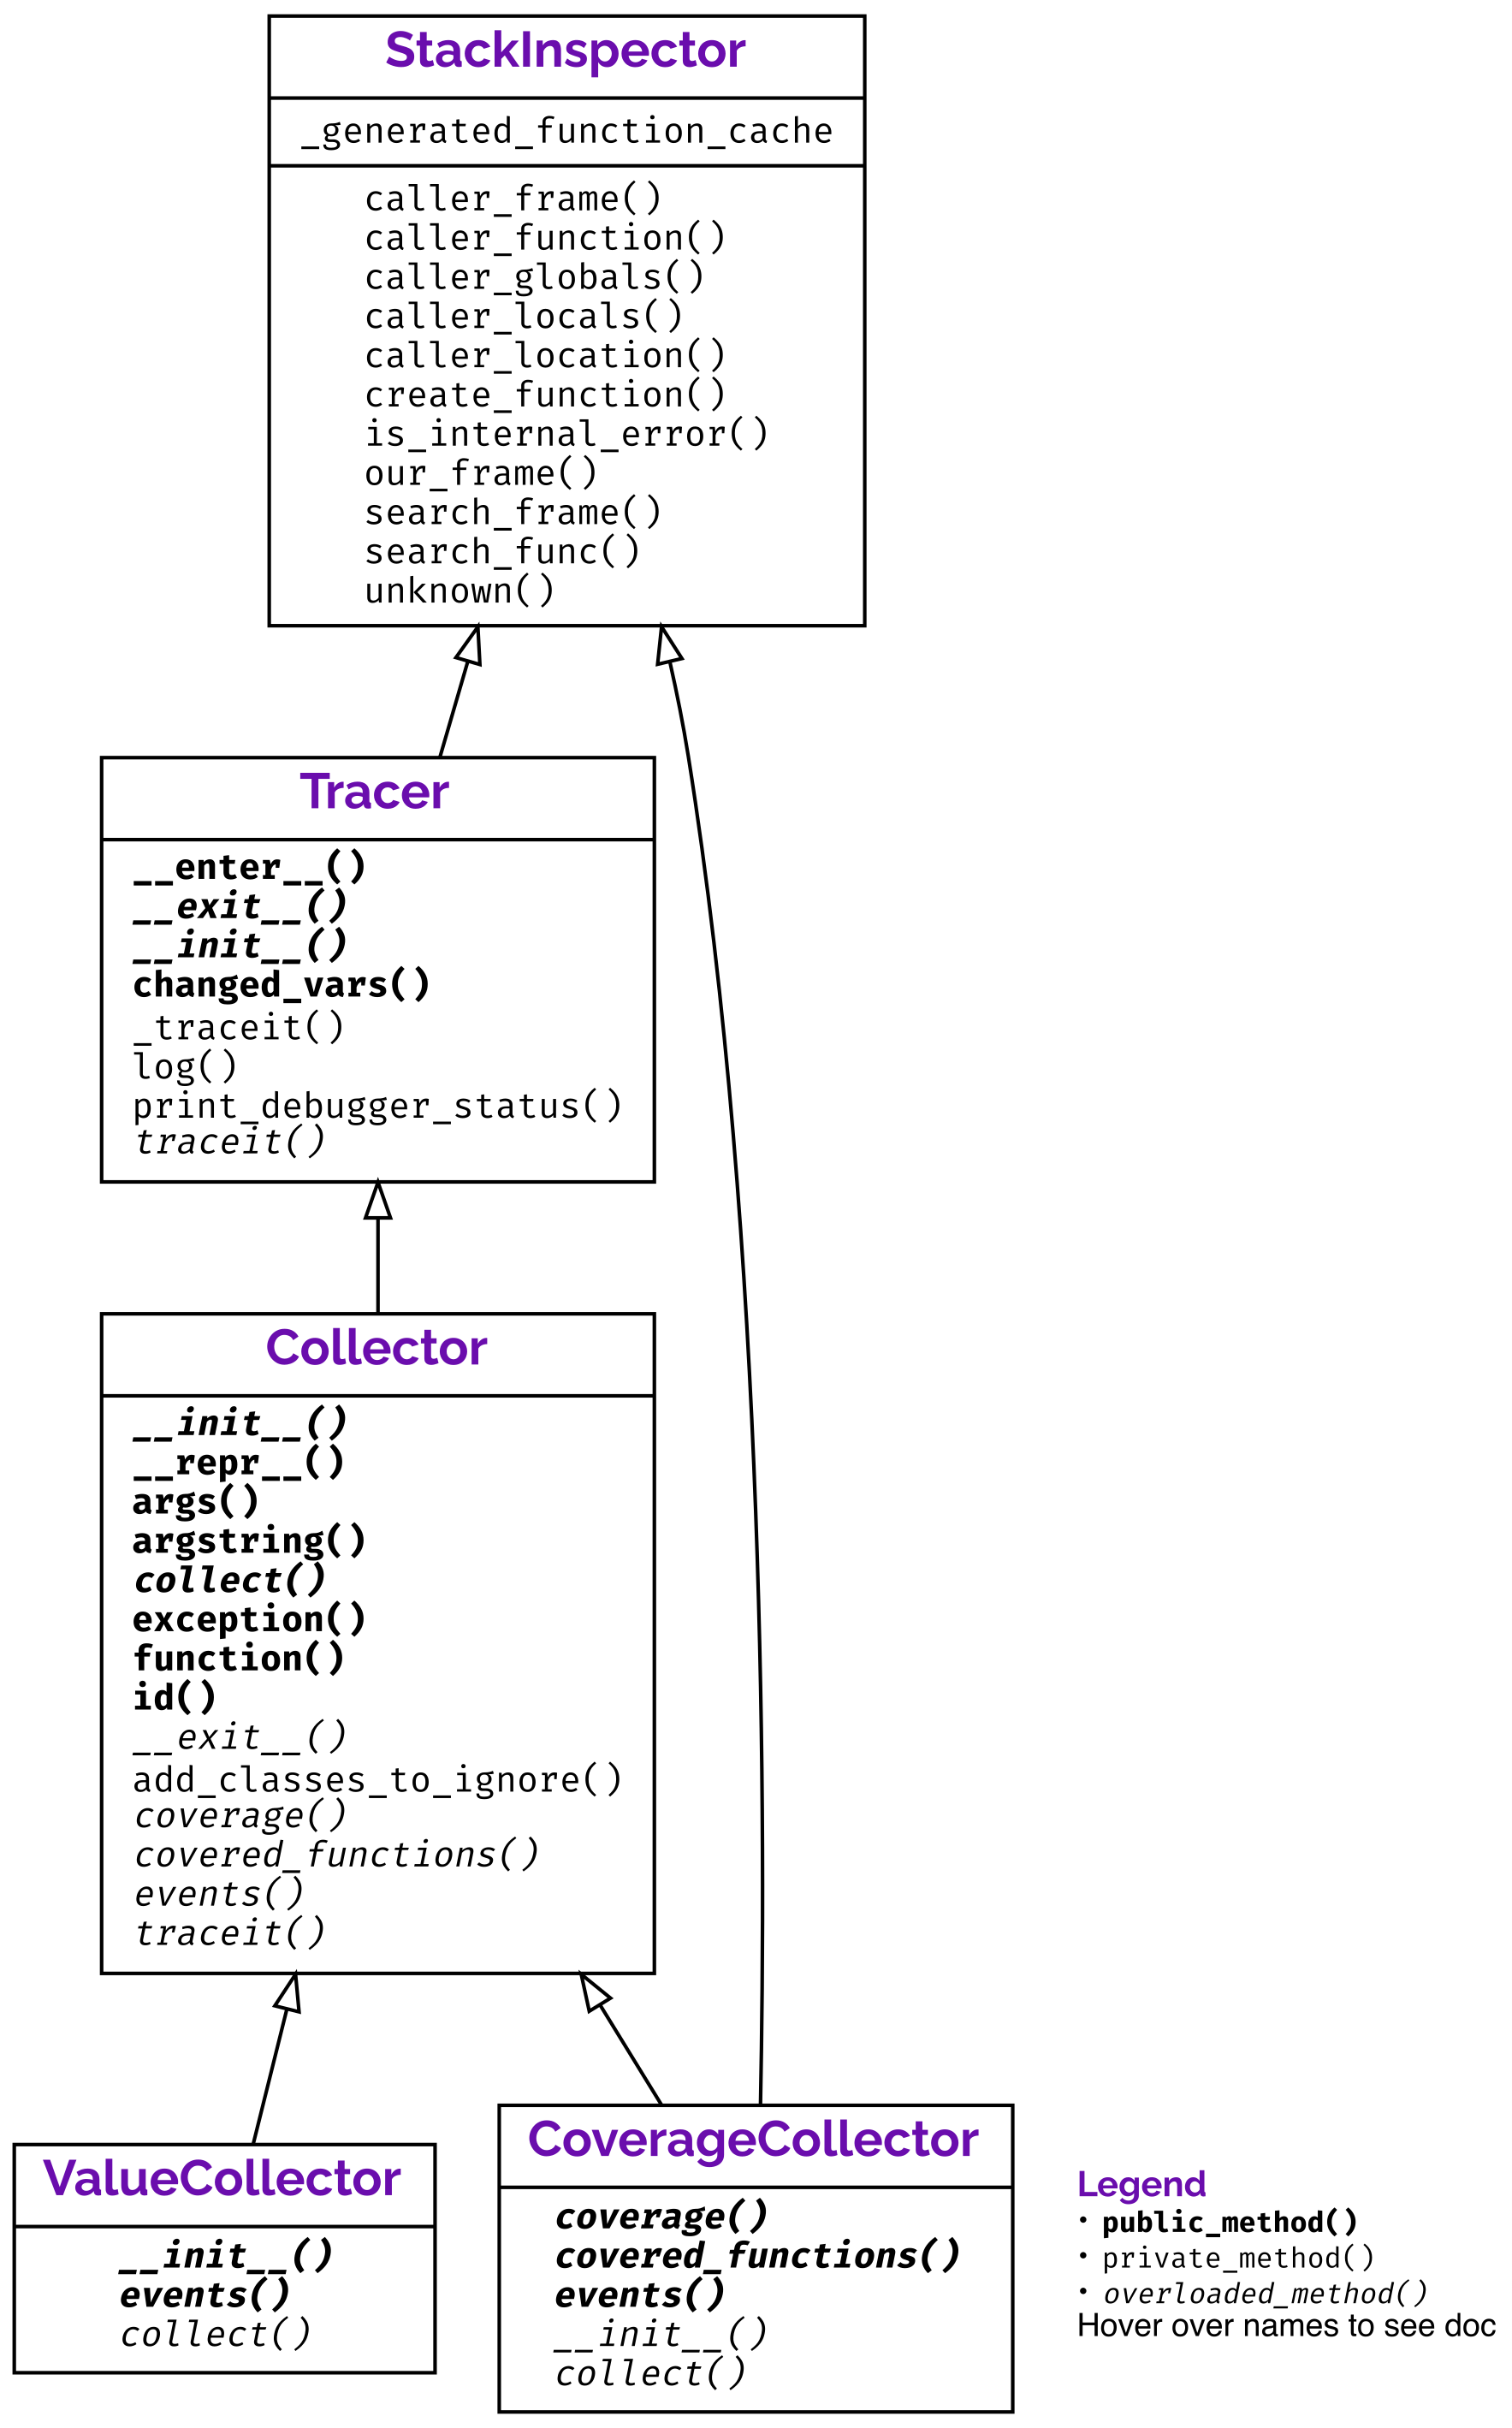 StackInspector
_generated_function_cache
caller_frame()
caller_function()
caller_globals()
caller_locals()
caller_location()
create_function()
is_internal_error()
our_frame()
search_frame()
search_func()
unknown()
Tracer
__enter__()
__exit__()
__init__()
changed_vars()
_traceit()
log()
print_debugger_status()
traceit()
Collector
__init__()
__repr__()
args()
argstring()
collect()
exception()
function()
id()
__exit__()
add_classes_to_ignore()
coverage()
covered_functions()
events()
traceit()
ValueCollector
__init__()
events()
collect()
CoverageCollector
coverage()
covered_functions()
events()
__init__()
collect()
Legend
• public_method()
• private_method()
• overloaded_method()
Hover over names to see doc